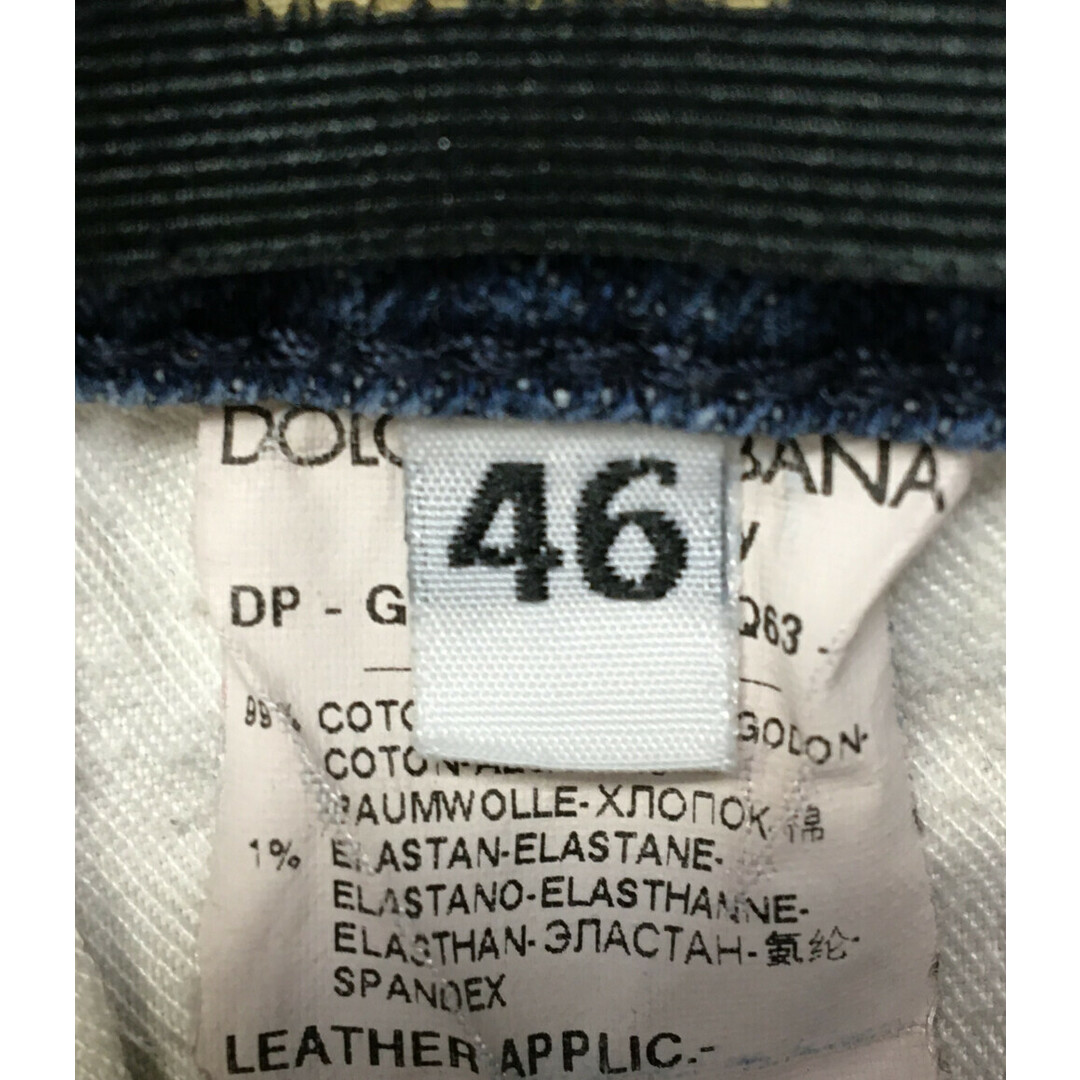 DOLC BANA
46
DP - G Q63 -
99% COTO GODON-
COTON-
BAUMWOLLE-ХЛОПОК-棉
1% ELASTAN-ELASTANE-
ELASTANO-ELASTHANNE-
ELASTHAN-ЭЛАСТАН-氨纶-
SPANDEX
LEATHER APPLIC.-